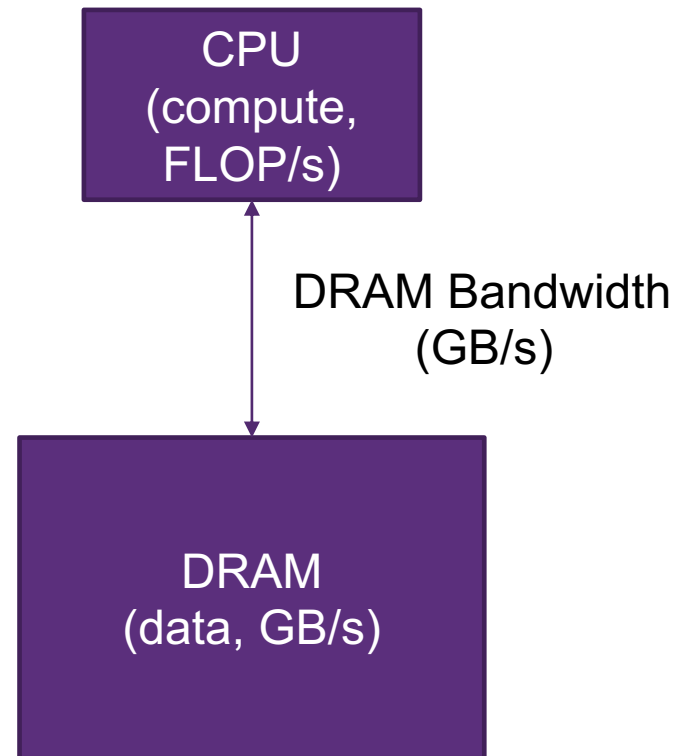 CPU
(compute,
FLOP/s)
DRAM Bandwidth
(GB/s)
DRAM
(data, GB/s)